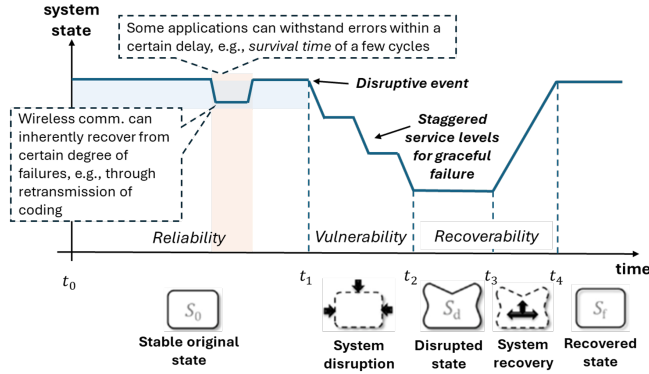 system
state
Some applications can withstand errors within a
certain delay, e.g., survival time of a few cycles
Disruptive event
Wireless comm. can
inherently recover from
certain degree of
failures, e.g., through
retransmission of
coding
Staggered
service levels
for graceful
failure
Reliability
Vulnerability
Recoverability
time
t0
t1
t2
t3
t4
S0
Sd
Sf
Stable original
state
System
disruption
Disrupted
state
System
recovery
Recovered
state